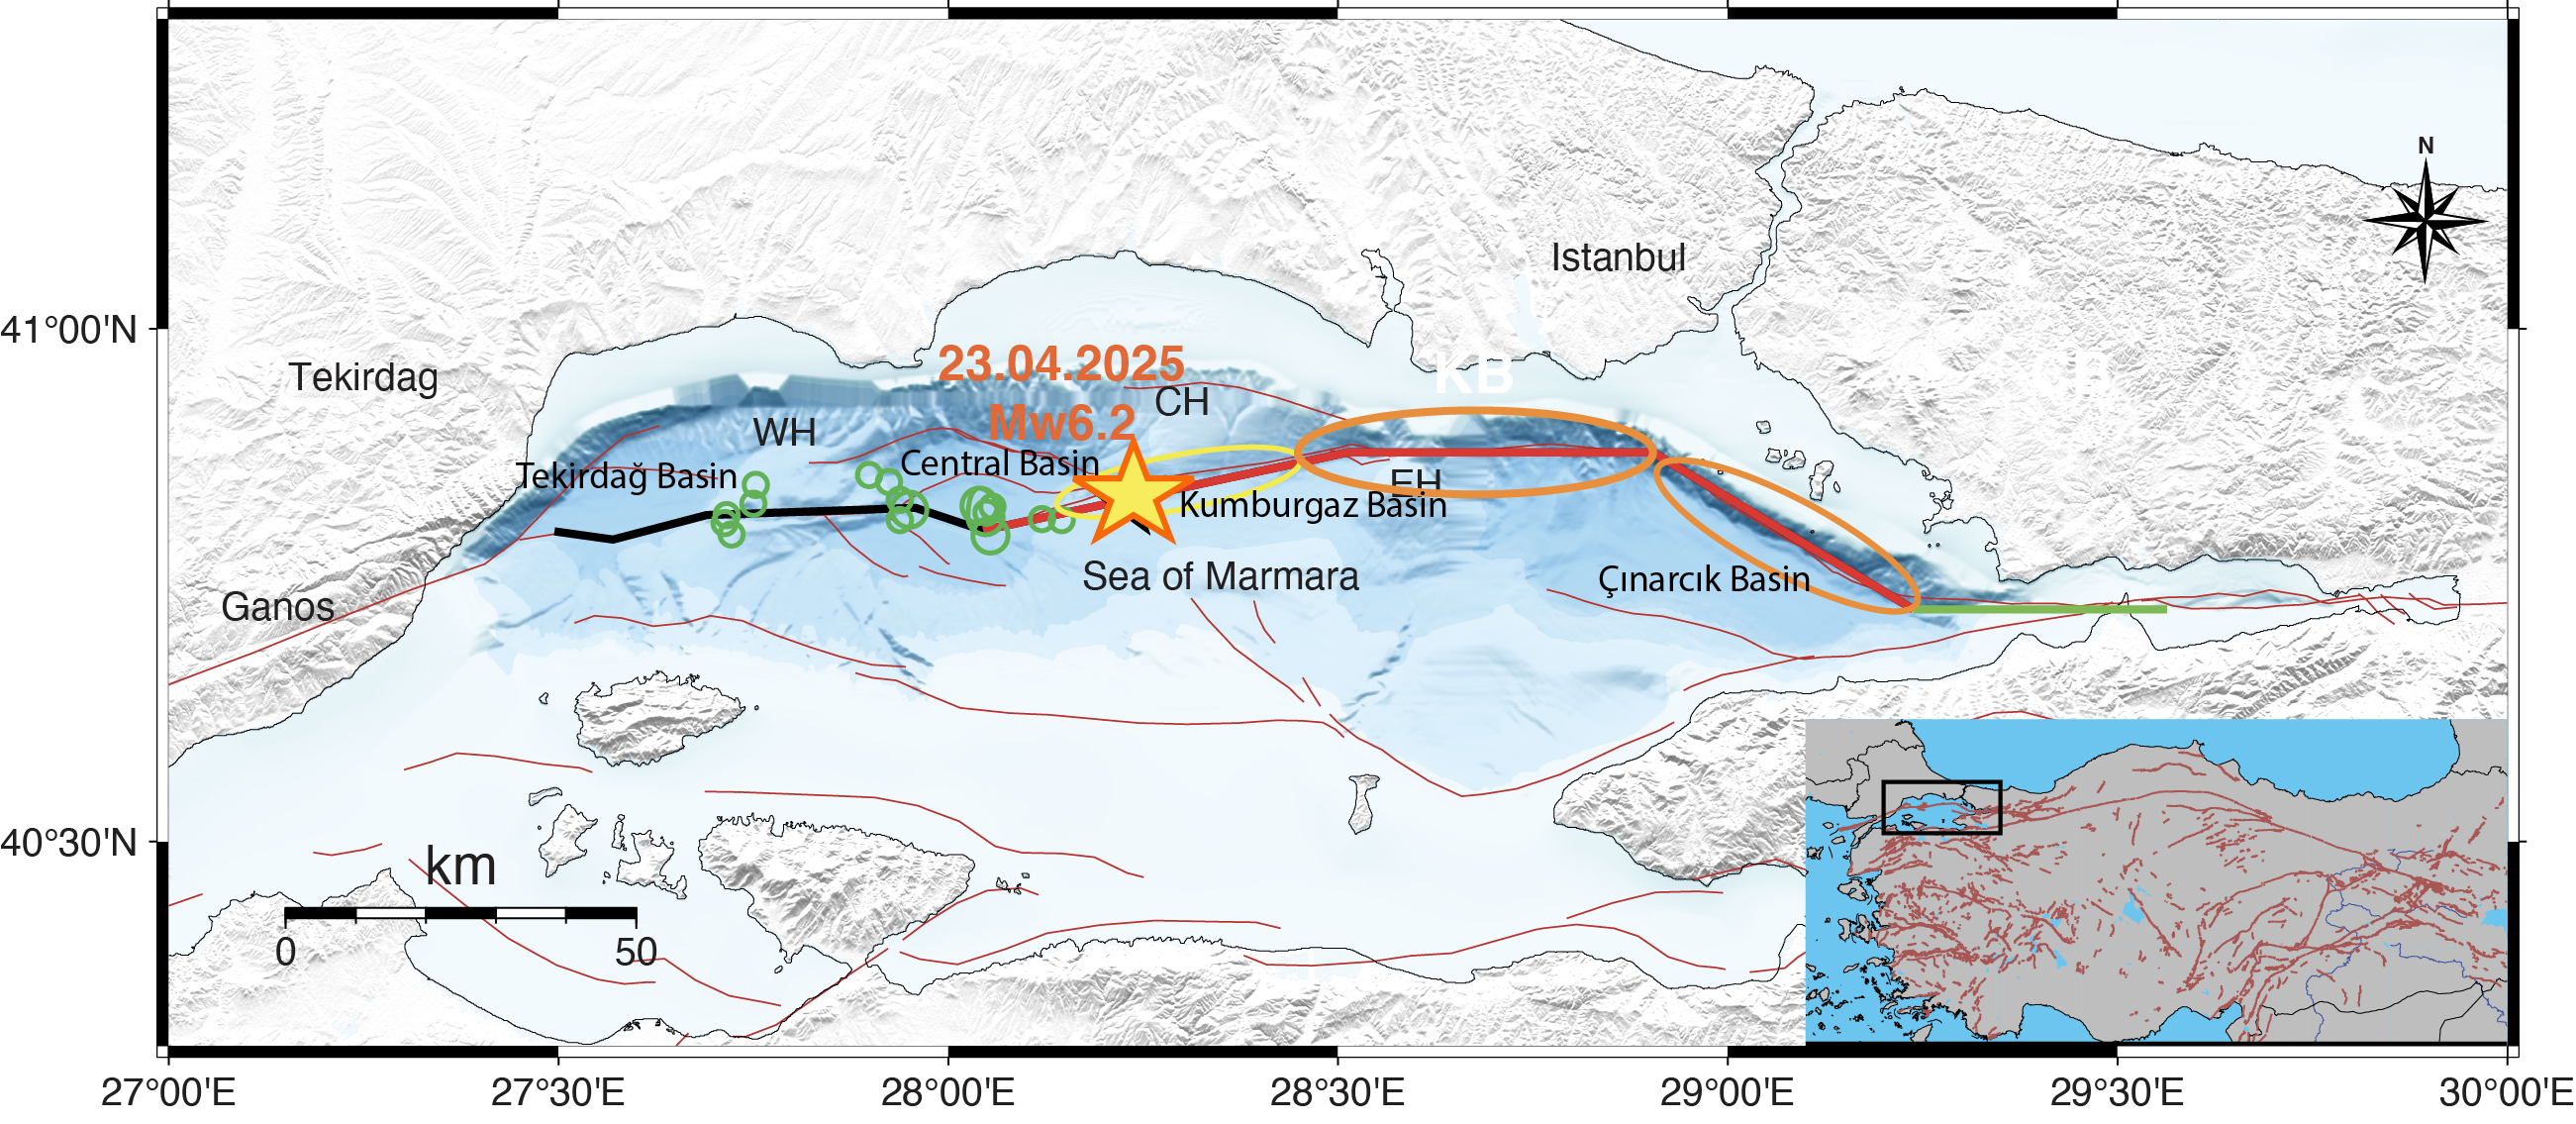 N
Istanbul
41°00'N
23.04.2025
Mw6.2
KB
Tekirdag
CH
WH
Central Basin
Tekirdağ Basin
EH
Kumburgaz Basin
Sea of Marmara
Çınarcık Basin
Ganos
40°30'N
km
0
50
27°00'E
27°30'E
28°00'E
28°30'E
29°00'E
29°30'E
30°00'E